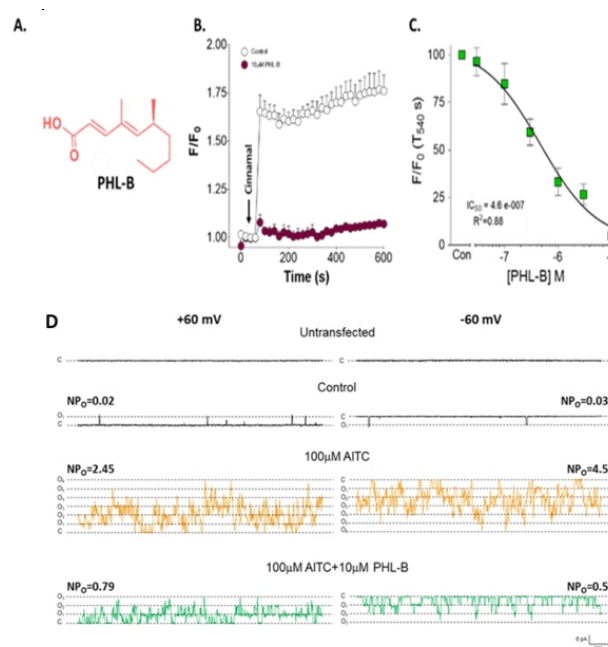 A.
B.
C.
HO
O
PHL-B
2.00
1.75
1.50
1.25
1.00
F/F₀
Control
10μM PHL-B
Cinnamal
0
200
400
600
Time (s)
100
75
50
25
0
F/F₀ (T₅₄₀ s)
IC₅₀ = 4.6 e-007
R²=0.88
Con
-7
-6
[PHL-B] M
D
+60 mV
-60 mV
Untransfected
C
C
Control
NPₒ=0.02
NPₒ=0.03
O₁
C
C
O₁
100μM AITC
NPₒ=2.45
NPₒ=4.5
C
C
100μM AITC+10μM PHL-B
NPₒ=0.79
NPₒ=0.5
C
C
6 pA